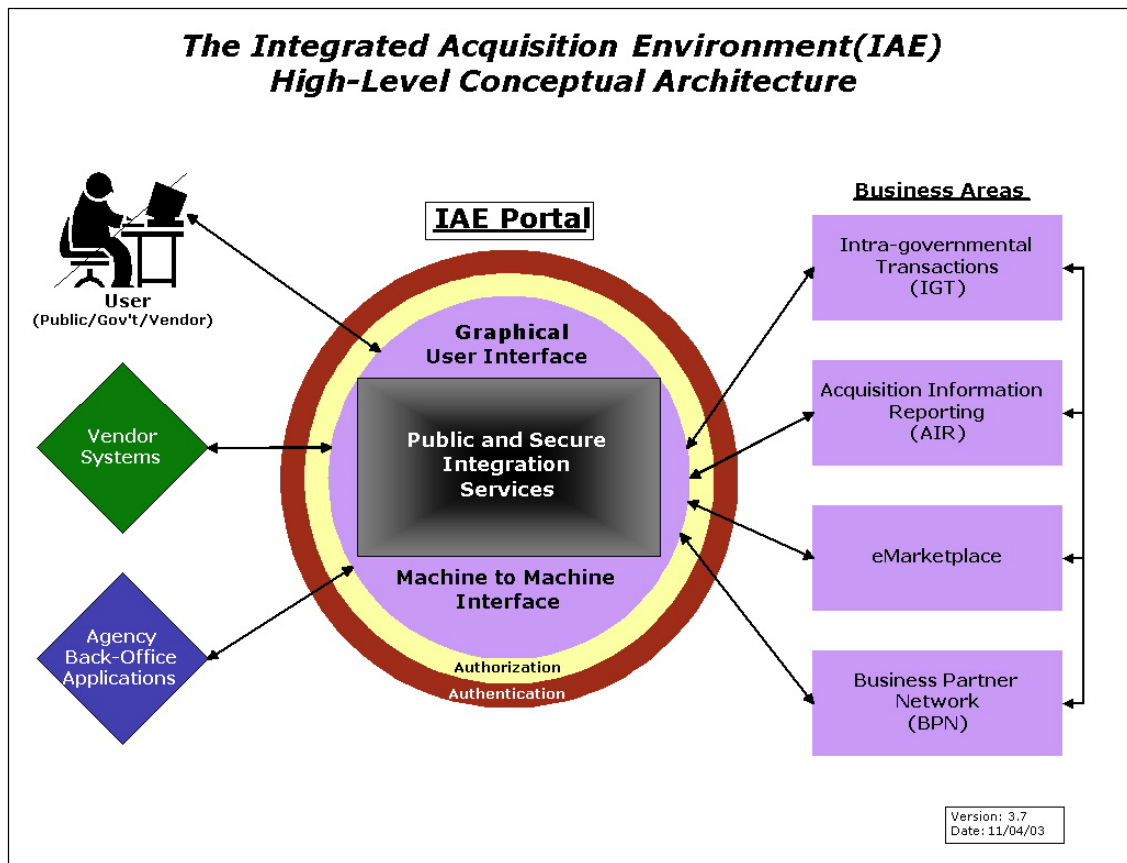 The Integrated Acquisition Environment(IAE)
High-Level Conceptual Architecture
User
(Public/Gov't/Vendor)
Vendor
Systems
Agency
Back-Office
Applications
IAE Portal
Graphical
User Interface
Public and Secure
Integration
Services
Machine to Machine
Interface
Authorization
Authentication
Business Areas
Intra-governmental
Transactions
(IGT)
Acquisition Information
Reporting
(AIR)
eMarketplace
Business Partner
Network
(BPN)
Version: 3.7
Date: 11/04/03